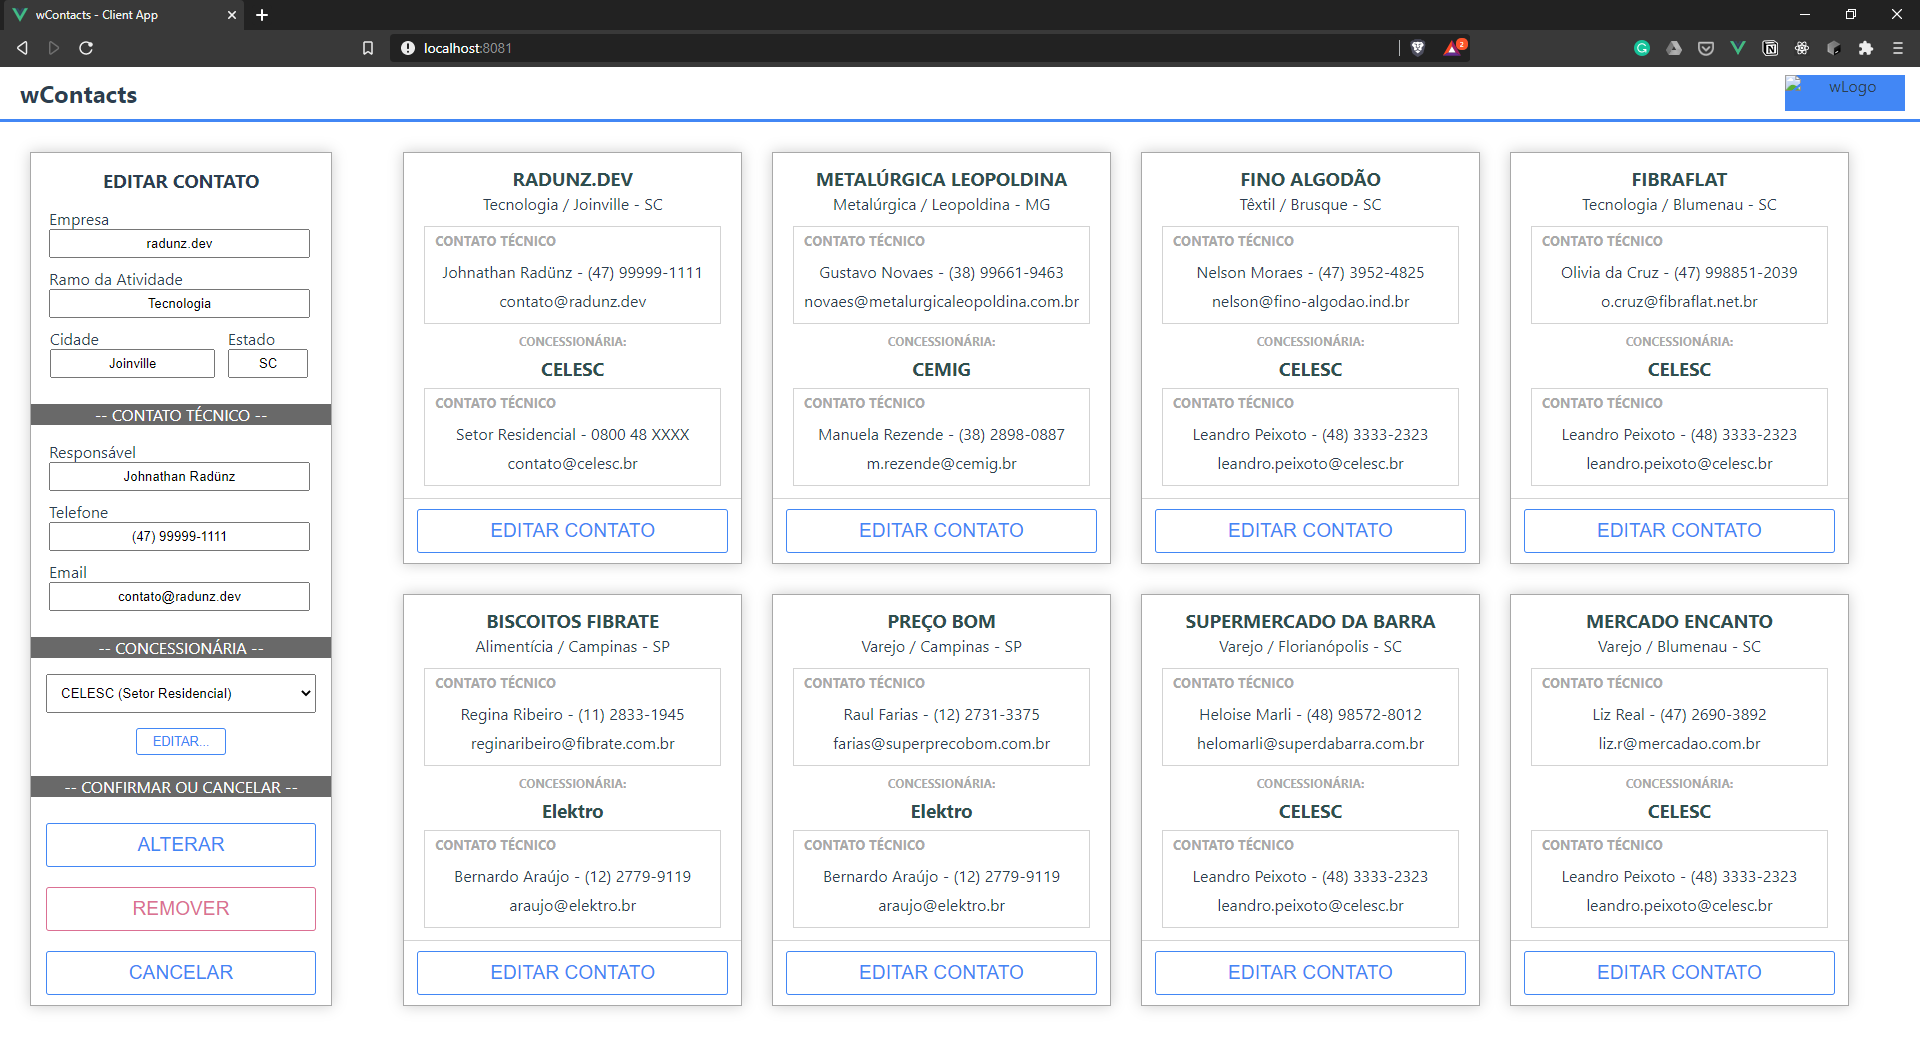 wContacts - Client App
localhost:8081
2
wContacts
wLogo
EDITAR CONTATO
Empresa
radunz.dev
Ramo da Atividade
Tecnologia
Cidade Estado
Joinville SC
-- CONTATO TÉCNICO --
Responsável
Johnathan Radünz
Telefone
(47) 99999-1111
Email
contato@radunz.dev
-- CONCESSIONÁRIA --
CELESC (Setor Residencial)
EDITAR...
-- CONFIRMAR OU CANCELAR --
ALTERAR
REMOVER
CANCELAR
RADUNZ.DEV
Tecnologia / Joinville - SC
CONTATO TÉCNICO
Johnathan Radünz - (47) 99999-1111
contato@radunz.dev
CONCESSIONÁRIA:
CELESC
CONTATO TÉCNICO
Setor Residencial - 0800 48 XXXX
contato@celesc.br
EDITAR CONTATO
METALÚRGICA LEOPOLDINA
Metalúrgica / Leopoldina - MG
CONTATO TÉCNICO
Gustavo Novaes - (38) 99661-9463
novaes@metalurgicaleopoldina.com.br
CONCESSIONÁRIA:
CEMIG
CONTATO TÉCNICO
Manuela Rezende - (38) 2898-0887
m.rezende@cemig.br
EDITAR CONTATO
FINO ALGODÃO
Têxtil / Brusque - SC
CONTATO TÉCNICO
Nelson Moraes - (47) 3952-4825
nelson@fino-algodao.ind.br
CONCESSIONÁRIA:
CELESC
CONTATO TÉCNICO
Leandro Peixoto - (48) 3333-2323
leandro.peixoto@celesc.br
EDITAR CONTATO
FIBRAFLAT
Tecnologia / Blumenau - SC
CONTATO TÉCNICO
Olivia da Cruz - (47) 998851-2039
o.cruz@fibraflat.net.br
CONCESSIONÁRIA:
CELESC
CONTATO TÉCNICO
Leandro Peixoto - (48) 3333-2323
leandro.peixoto@celesc.br
EDITAR CONTATO
BISCOITOS FIBRATE
Alimentícia / Campinas - SP
CONTATO TÉCNICO
Regina Ribeiro - (11) 2833-1945
reginaribeiro@fibrate.com.br
CONCESSIONÁRIA:
Elektro
CONTATO TÉCNICO
Bernardo Araújo - (12) 2779-9119
araujo@elektro.br
EDITAR CONTATO
PREÇO BOM
Varejo / Campinas - SP
CONTATO TÉCNICO
Raul Farias - (12) 2731-3375
farias@superprecobom.com.br
CONCESSIONÁRIA:
Elektro
CONTATO TÉCNICO
Bernardo Araújo - (12) 2779-9119
araujo@elektro.br
EDITAR CONTATO
SUPERMERCADO DA BARRA
Varejo / Florianópolis - SC
CONTATO TÉCNICO
Heloise Marli - (48) 98572-8012
helomarli@superdabarra.com.br
CONCESSIONÁRIA:
CELESC
CONTATO TÉCNICO
Leandro Peixoto - (48) 3333-2323
leandro.peixoto@celesc.br
EDITAR CONTATO
MERCADO ENCANTO
Varejo / Blumenau - SC
CONTATO TÉCNICO
Liz Real - (47) 2690-3892
liz.r@mercadao.com.br
CONCESSIONÁRIA:
CELESC
CONTATO TÉCNICO
Leandro Peixoto - (48) 3333-2323
leandro.peixoto@celesc.br
EDITAR CONTATO